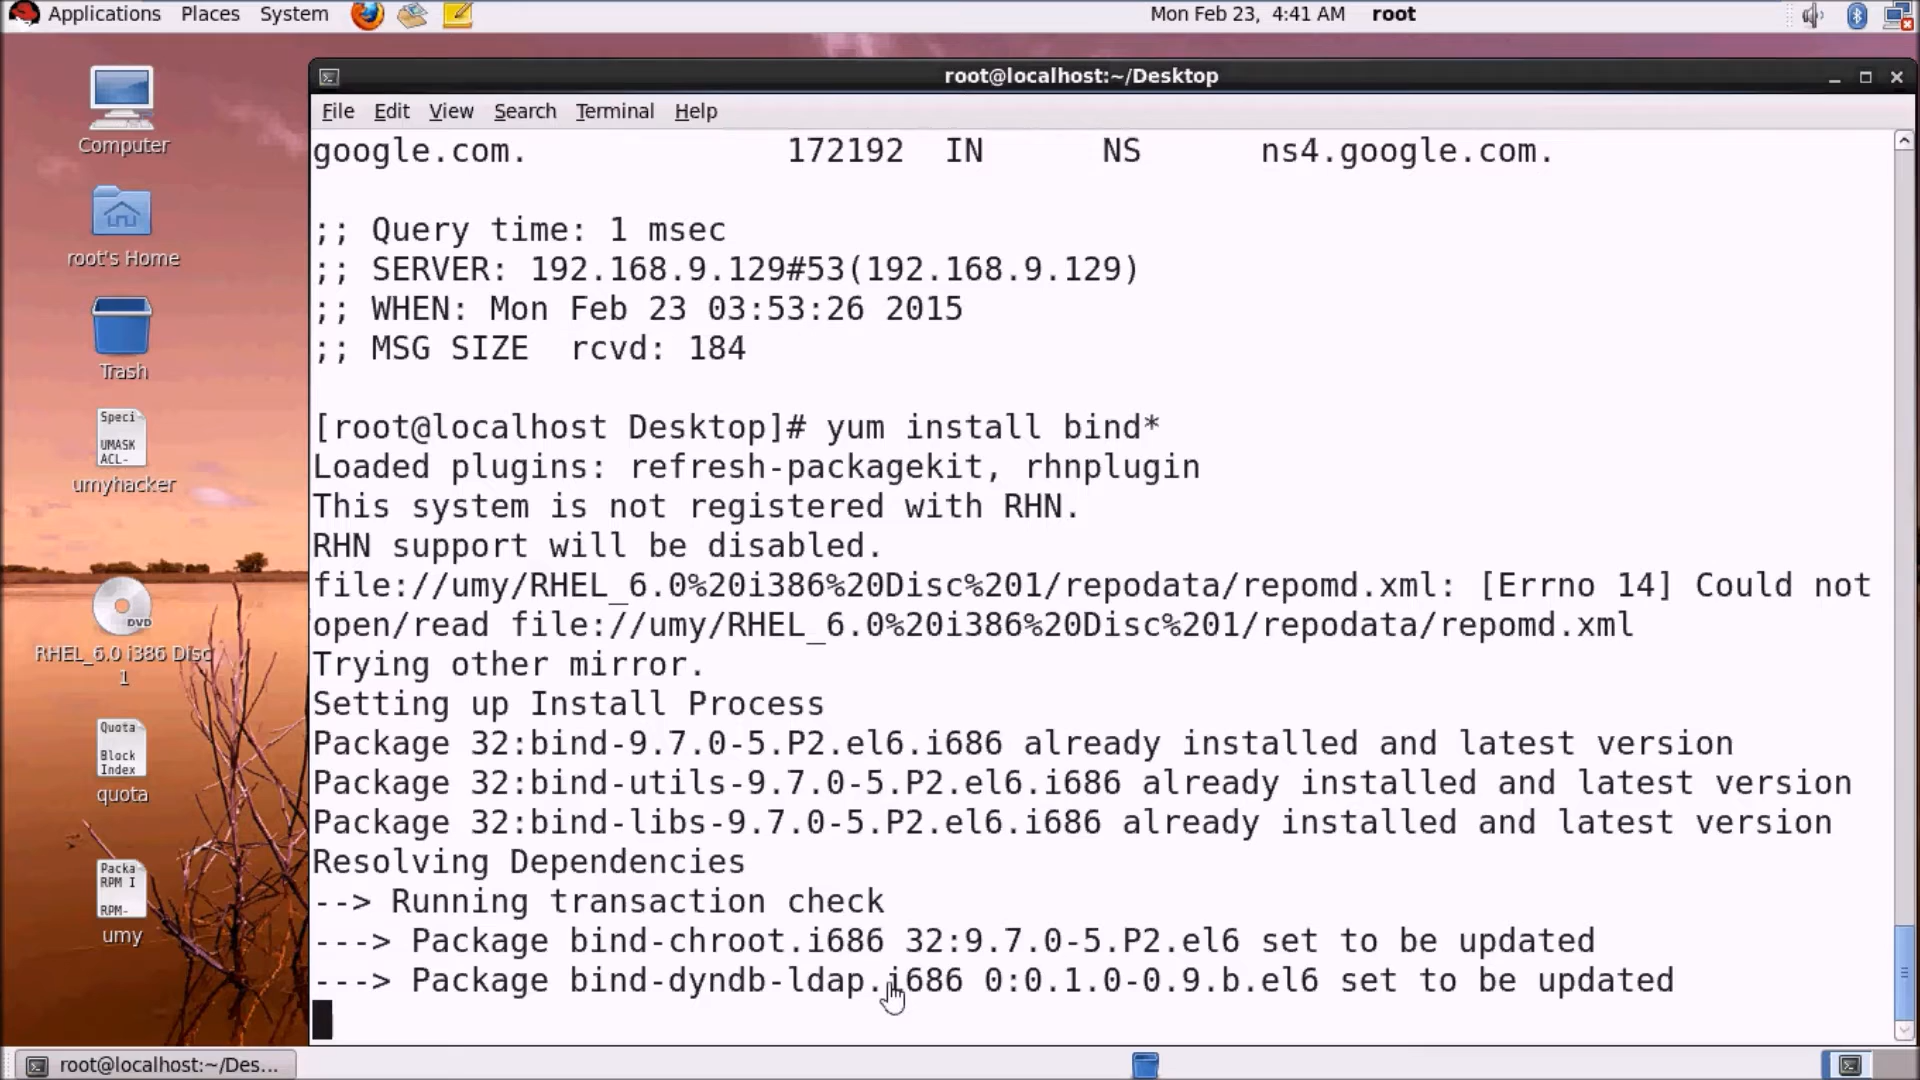 Applications Places System Mon Feb 23, 4:41 AM root
root@localhost:~/Desktop
File Edit View Search Terminal Help
Computer
root's Home
Trash
Speci
UMASK
ACL-
umyhacker
DVD
RHEL_6.0 i386 Disc
1
Quota
Block
Index
quota
Packa
RPM I
RPM-
umy
google.com. 172192 IN NS ns4.google.com.
;; Query time: 1 msec
;; SERVER: 192.168.9.129#53(192.168.9.129)
;; WHEN: Mon Feb 23 03:53:26 2015
;; MSG SIZE rcvd: 184
[root@localhost Desktop]# yum install bind*
Loaded plugins: refresh-packagekit, rhnplugin
This system is not registered with RHN.
RHN support will be disabled.
file://umy/RHEL_6.0%20i386%20Disc%201/repodata/repomd.xml: [Errno 14] Could not
open/read file://umy/RHEL_6.0%20i386%20Disc%201/repodata/repomd.xml
Trying other mirror.
Setting up Install Process
Package 32:bind-9.7.0-5.P2.el6.i686 already installed and latest version
Package 32:bind-utils-9.7.0-5.P2.el6.i686 already installed and latest version
Package 32:bind-libs-9.7.0-5.P2.el6.i686 already installed and latest version
Resolving Dependencies
--> Running transaction check
---> Package bind-chroot.i686 32:9.7.0-5.P2.el6 set to be updated
---> Package bind-dyndb-ldap.i686 0:0.1.0-0.9.b.el6 set to be updated
root@localhost:~/Des...